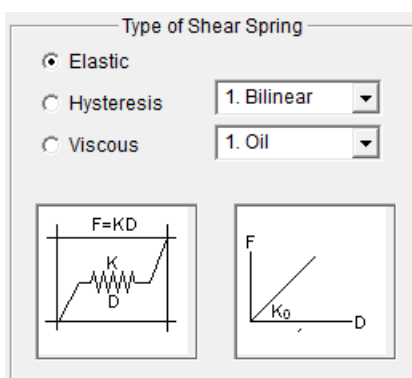 Type of Shear Spring
Elastic
Hysteresis 1. Bilinear
Viscous 1. Oil
F=KD
K
D
F
K0
D